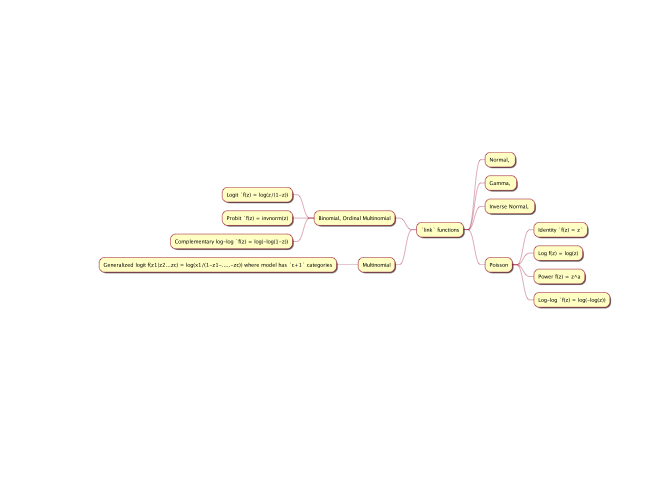 Normal,
Gamma,
Inverse Normal,
Logit `f(z) = log(z/(1-z))
Probit `f(z) = invnorm(z)
Complementary log-log `f(z) = log(-log(1-z))
Binomial, Ordinal Multinomial
`link` functions
Generalized logit f(z1|z2...zc) = log(x1/(1-z1-...-zc)) where model has `c+1` categories
Multinomial
Poisson
Identity `f(z) = z`
Log f(z) = log(z)
Power f(z) = z^a
Log-log `f(z) = log(-log(z))